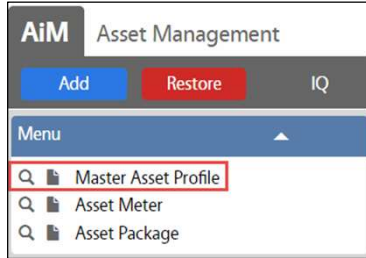 AiM Asset Management
Add Restore IQ
Menu
Master Asset Profile
Asset Meter
Asset Package